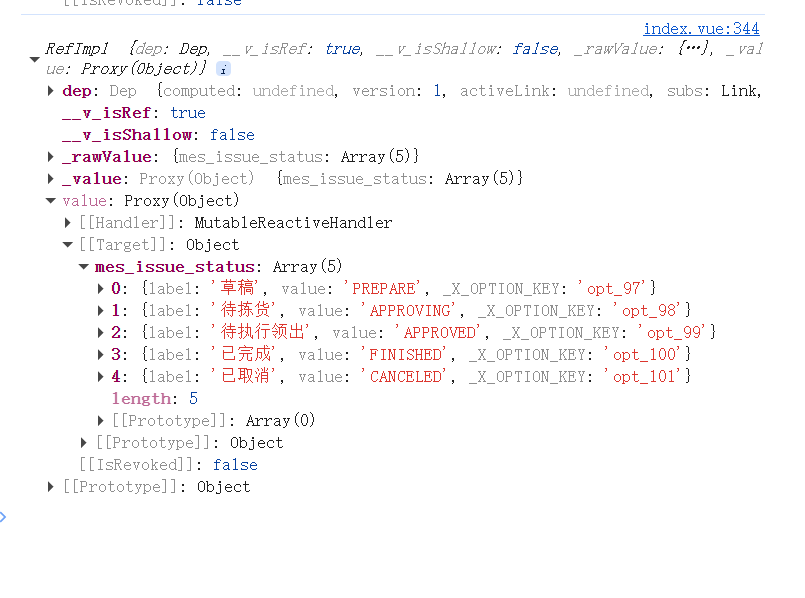 [[IsRevoked]]: false
index.vue:344
RefImpl {dep: Dep, __v_isRef: true, __v_isShallow: false, _rawValue: {…}, _val
ue: Proxy(Object)} i
dep: Dep {computed: undefined, version: 1, activeLink: undefined, subs: Link,
__v_isRef: true
__v_isShallow: false
_rawValue: {mes_issue_status: Array(5)}
_value: Proxy(Object) {mes_issue_status: Array(5)}
value: Proxy(Object)
[[Handler]]: MutableReactiveHandler
[[Target]]: Object
mes_issue_status: Array(5)
0: {label: '草稿', value: 'PREPARE', _X_OPTION_KEY: 'opt_97'}
1: {label: '待拣货', value: 'APPROVING', _X_OPTION_KEY: 'opt_98'}
2: {label: '待执行领出', value: 'APPROVED', _X_OPTION_KEY: 'opt_99'}
3: {label: '已完成', value: 'FINISHED', _X_OPTION_KEY: 'opt_100'}
4: {label: '已取消', value: 'CANCELED', _X_OPTION_KEY: 'opt_101'}
length: 5
[[Prototype]]: Array(0)
[[Prototype]]: Object
[[IsRevoked]]: false
[[Prototype]]: Object